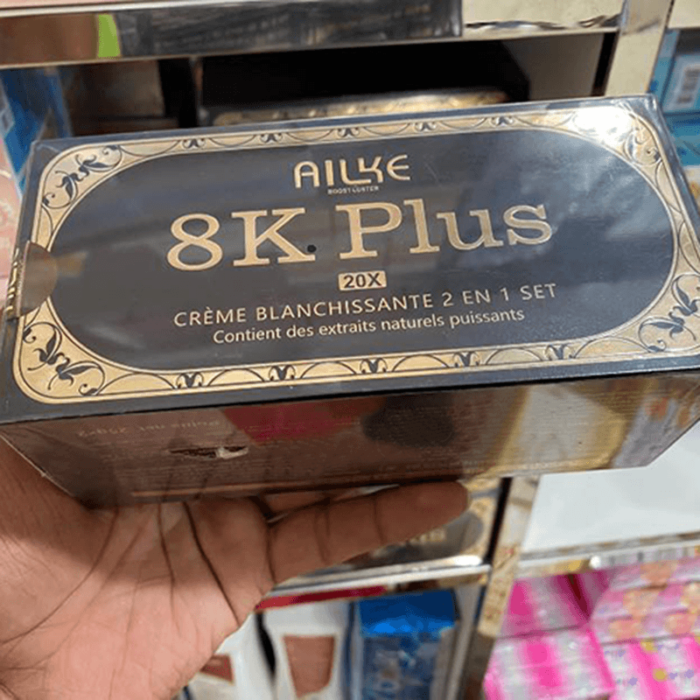 AILKE
BOOST LUSTER
8K Plus
20X
CRÈME BLANCHISSANTE 2 EN 1 SET
Contient des extraits naturels puissants